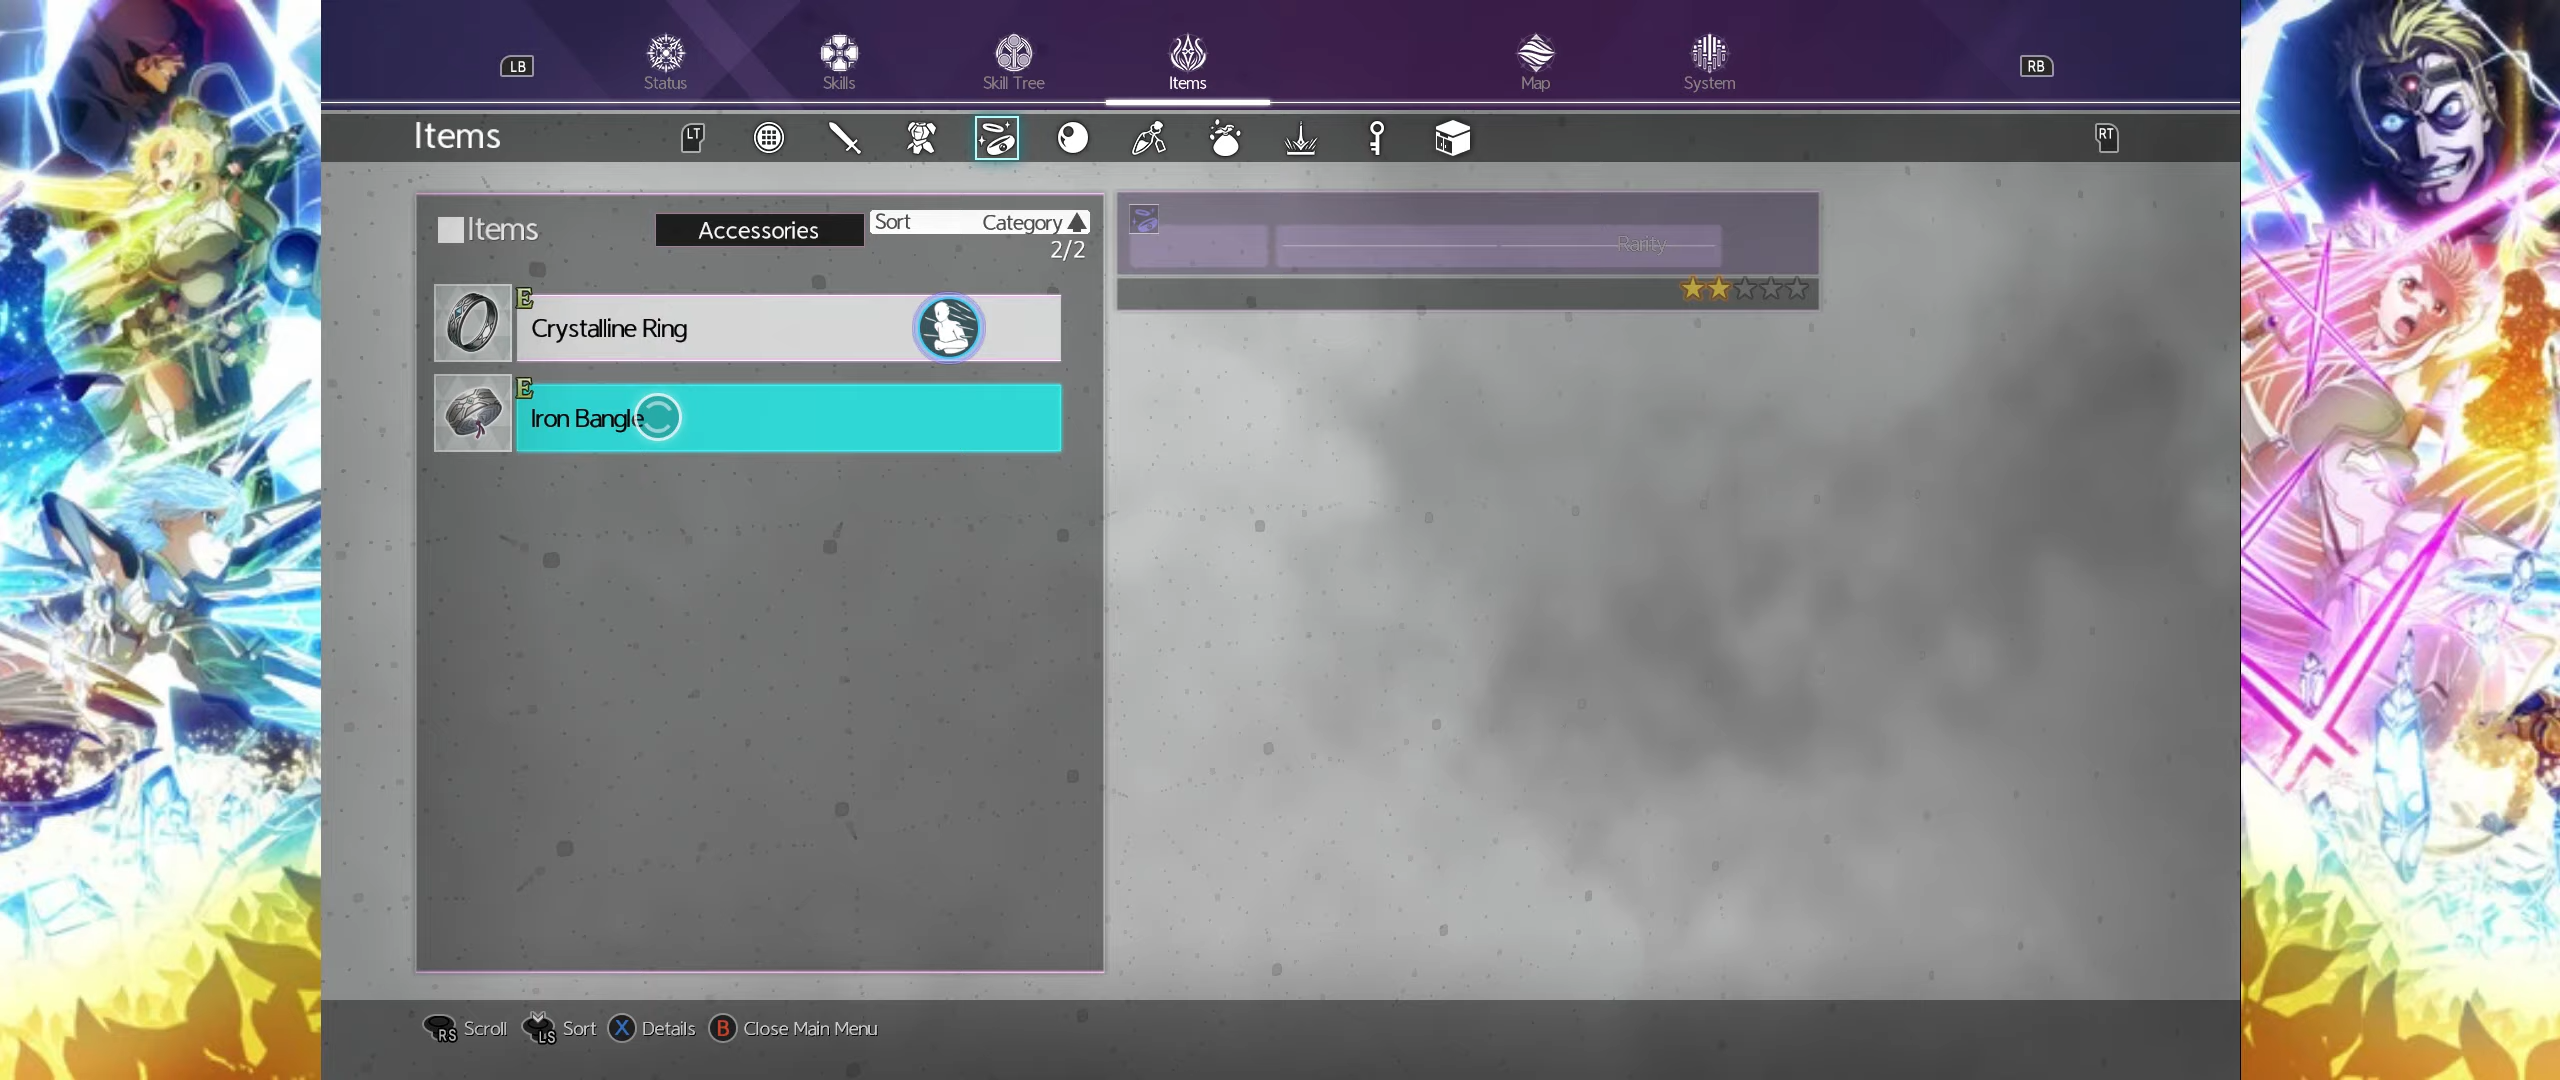 LB Status Skills Skill Tree Items Map System RB
Items LT RT
Items Accessories Sort Category
2/2
Rarity
E
Crystalline Ring
E
Iron Bangle
RS Scroll LS Sort X Details B Close Main Menu